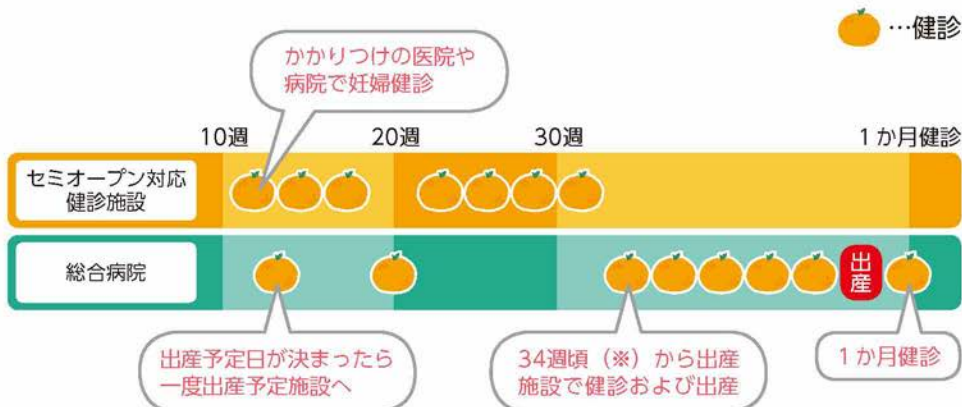 …健診
かかりつけの医院や
病院で妊婦健診
10週
20週
30週
1か月健診
セミオープン対応
健診施設
総合病院
出産
出産予定日が決まったら
一度出産予定施設へ
34週頃（※）から出産
施設で健診および出産
1か月健診